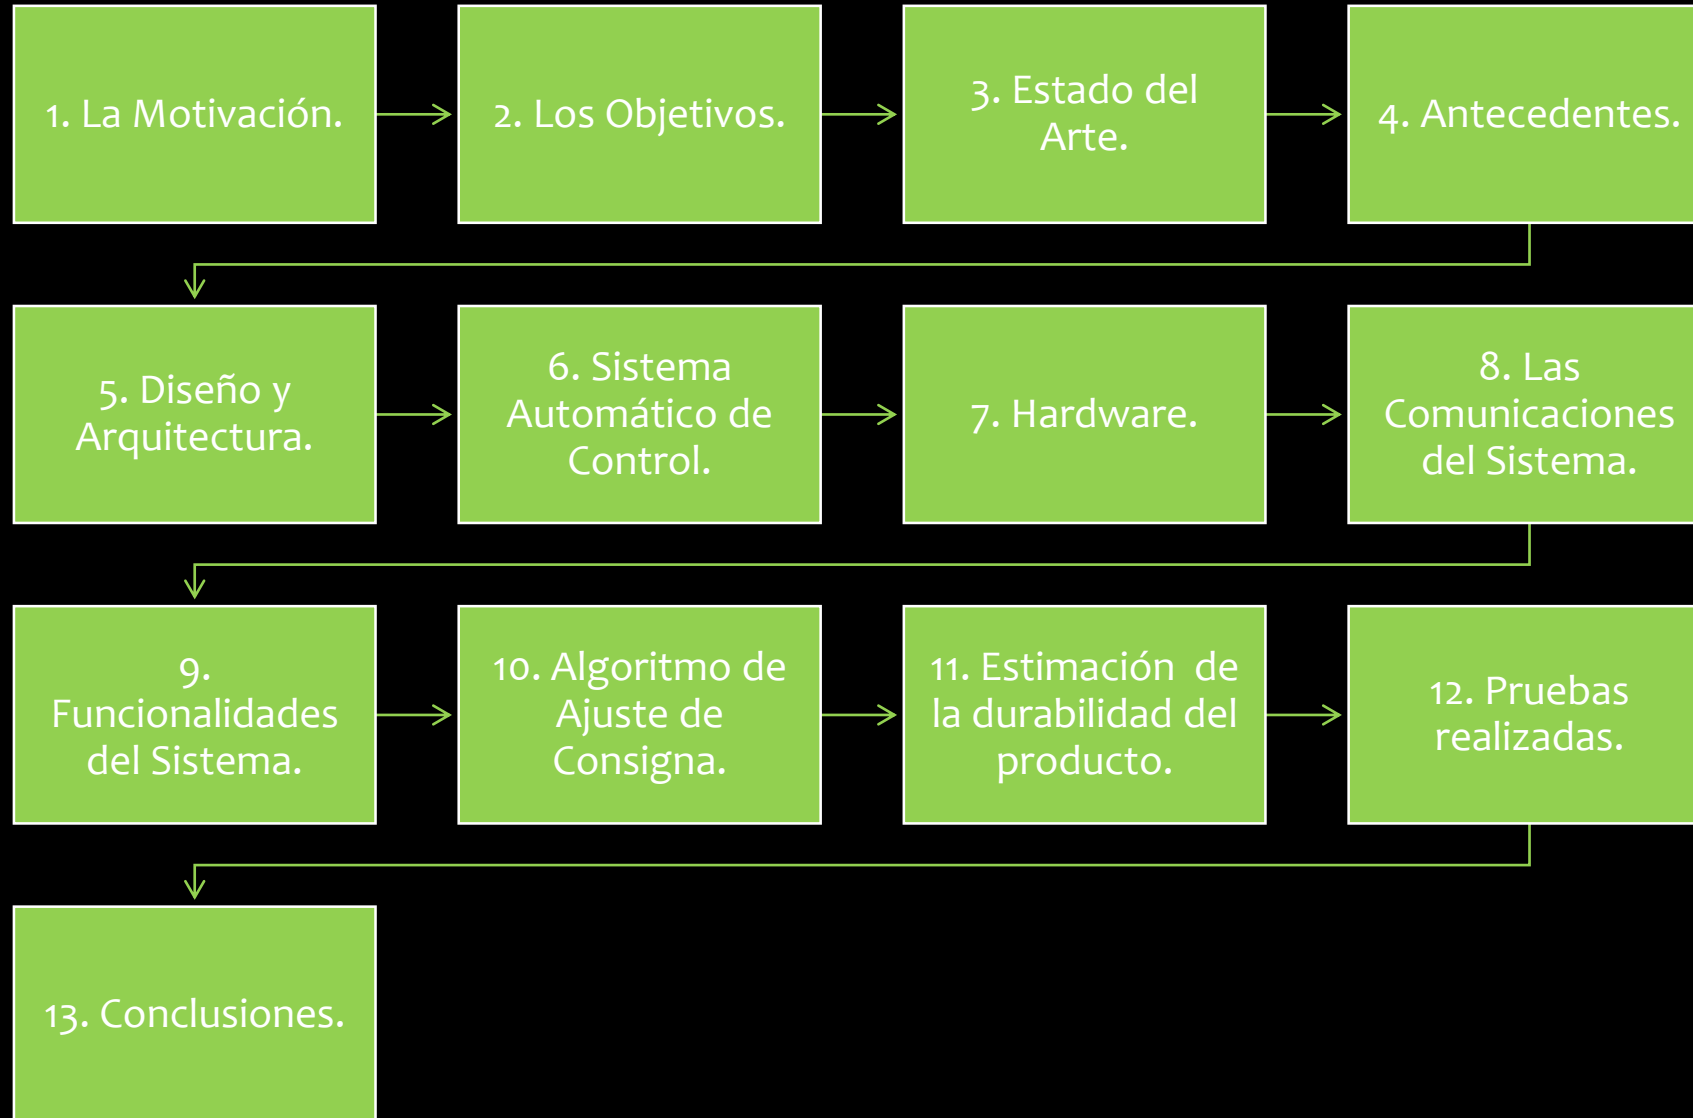 1. La Motivación.
2. Los Objetivos.
3. Estado del
Arte.
4. Antecedentes.
5. Diseño y
Arquitectura.
6. Sistema
Automático de
Control.
7. Hardware.
8. Las
Comunicaciones
del Sistema.
9.
Funcionalidades
del Sistema.
10. Algoritmo de
Ajuste de
Consigna.
11. Estimación de
la durabilidad del
producto.
12. Pruebas
realizadas.
13. Conclusiones.